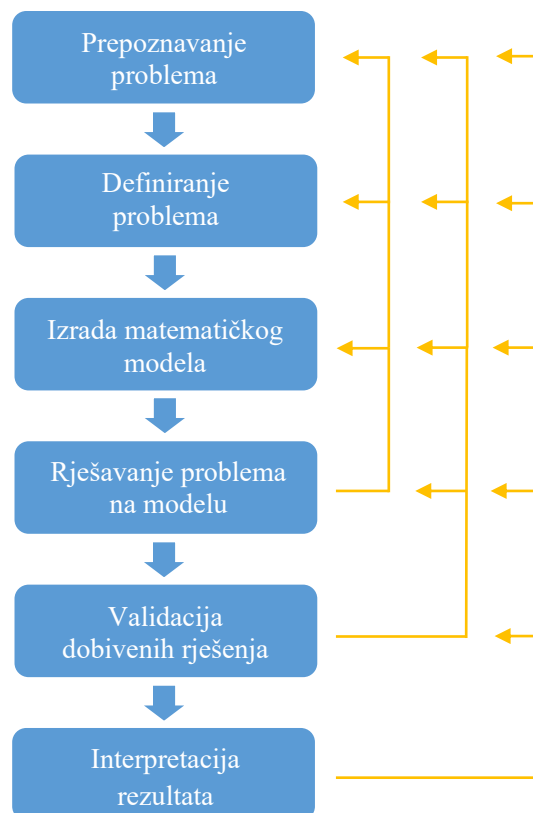 Prepoznavanje
problema
Definiranje
problema
Izrada matematičkog
modela
Rješavanje problema
na modelu
Validacija
dobivenih rješenja
Interpretacija
rezultata